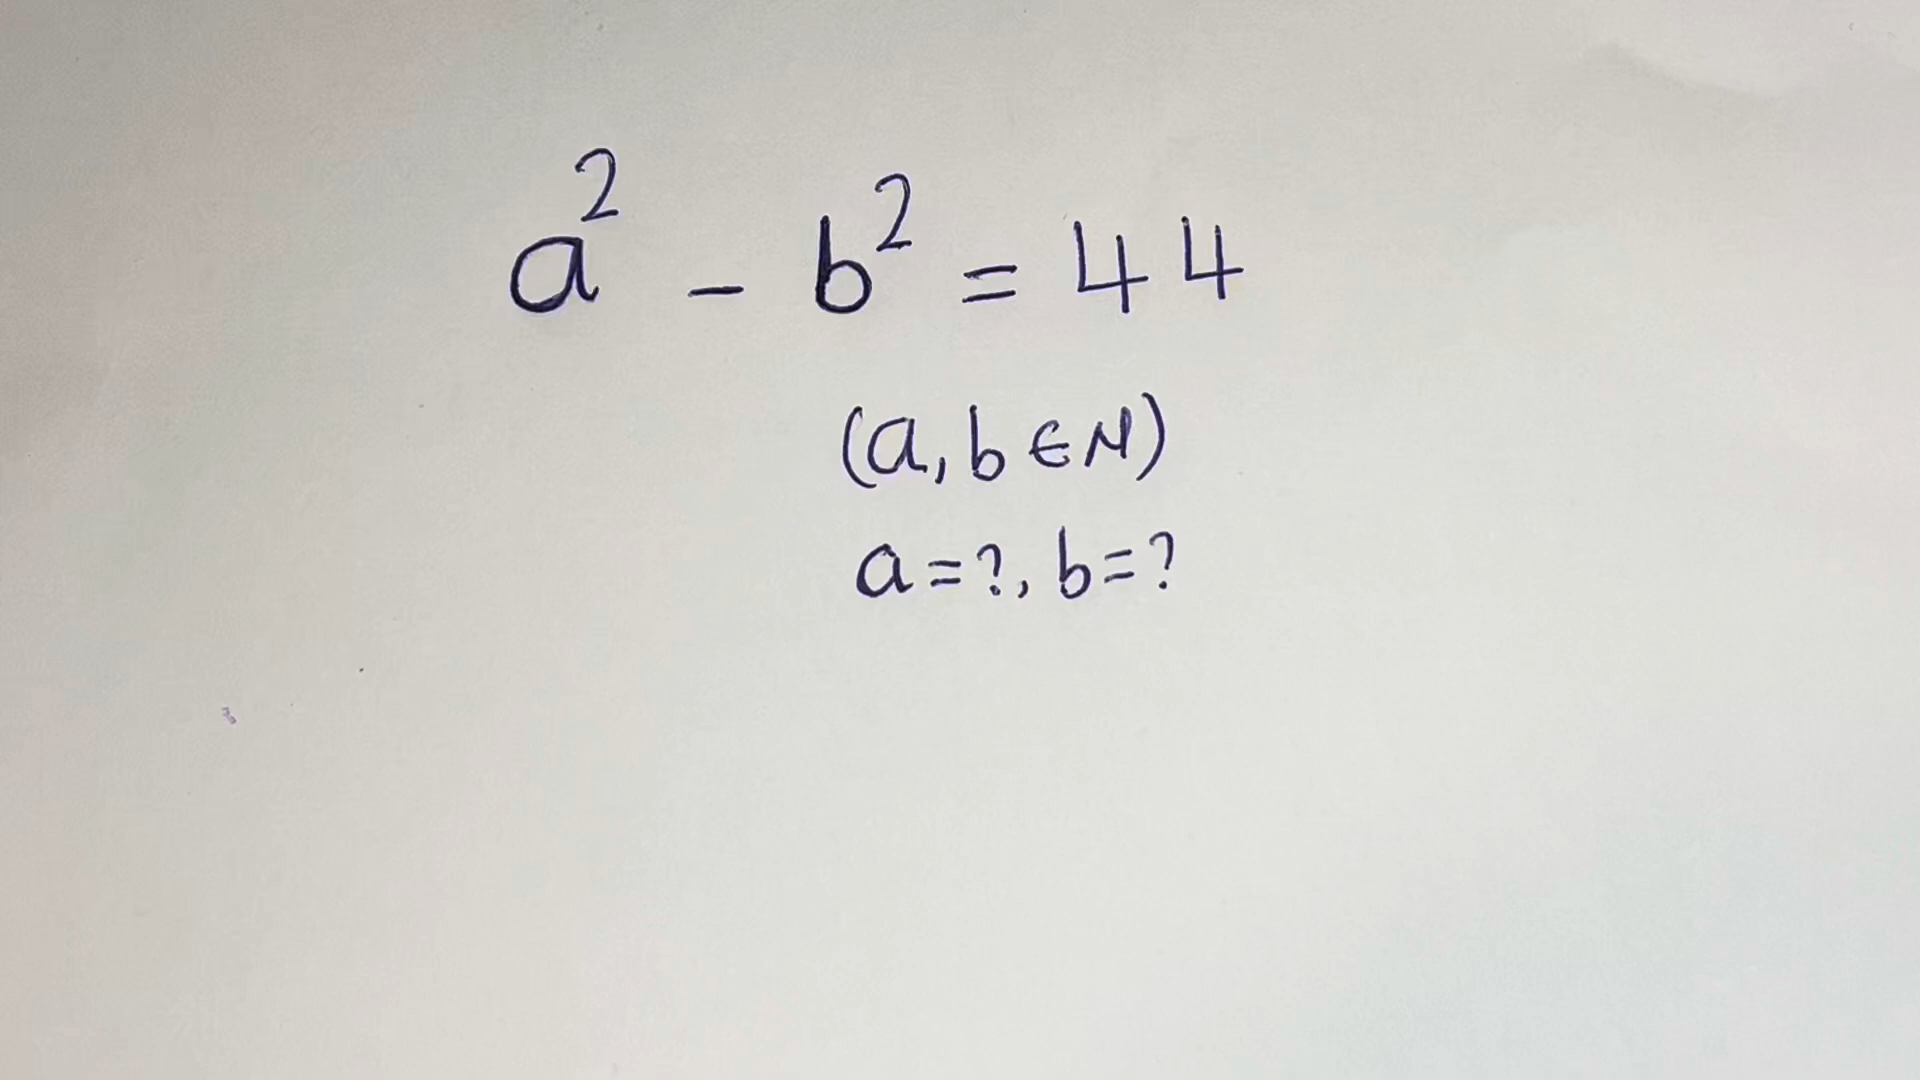 a² - b² = 44
(a, b ∈ N)
a = ?, b = ?